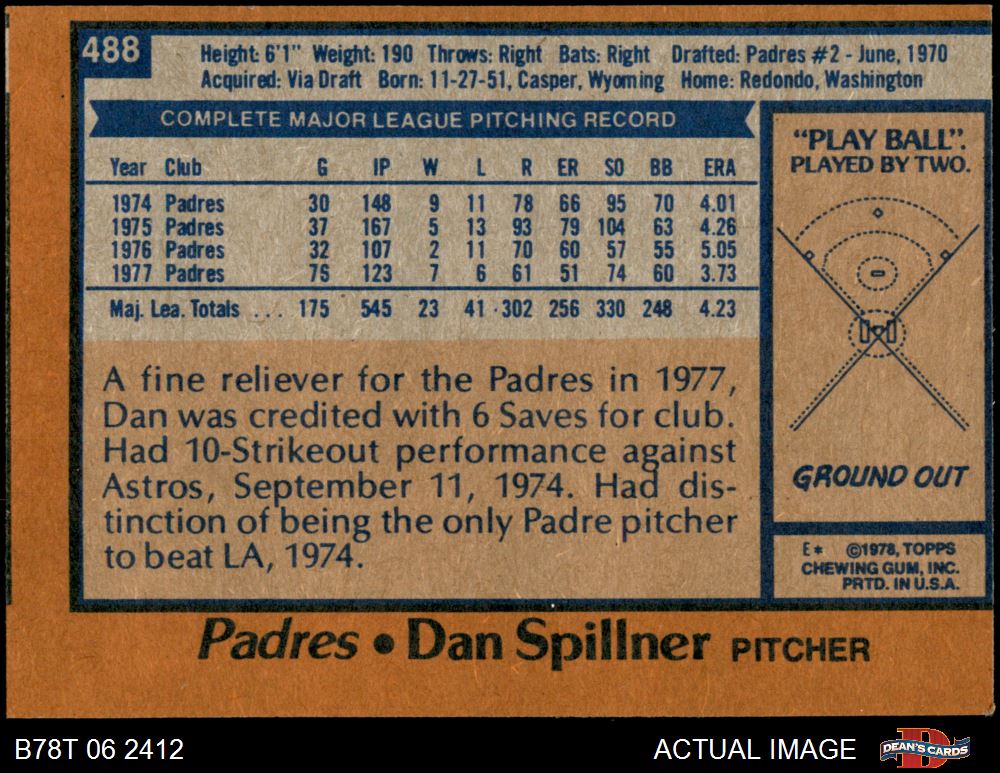 488
Height: 6'1" Weight: 190 Throws: Right Bats: Right Drafted: Padres #2 - June, 1970
Acquired: Via Draft Born: 11-27-51, Casper, Wyoming Home: Redondo, Washington
COMPLETE MAJOR LEAGUE PITCHING RECORD
Year Club G IP W L R ER SO BB ERA
1974 Padres 30 148 9 11 78 66 95 70 4.01
1975 Padres 37 167 5 13 93 79 104 63 4.26
1976 Padres 32 107 2 11 70 60 57 55 5.05
1977 Padres 76 123 7 6 61 51 74 60 3.73
Maj. Lea. Totals ... 175 545 23 41 302 256 330 248 4.23
A fine reliever for the Padres in 1977,
Dan was credited with 6 Saves for club.
Had 10-Strikeout performance against
Astros, September 11, 1974. Had dis-
tinction of being the only Padre pitcher
to beat LA, 1974.
"PLAY BALL".
PLAYED BY TWO.
GROUND OUT
E* ©1978, TOPPS
CHEWING GUM, INC.
PRTD. IN U.S.A.
Padres • Dan Spillner PITCHER
B78T 06 2412
ACTUAL IMAGE
DEAN'S CARDS